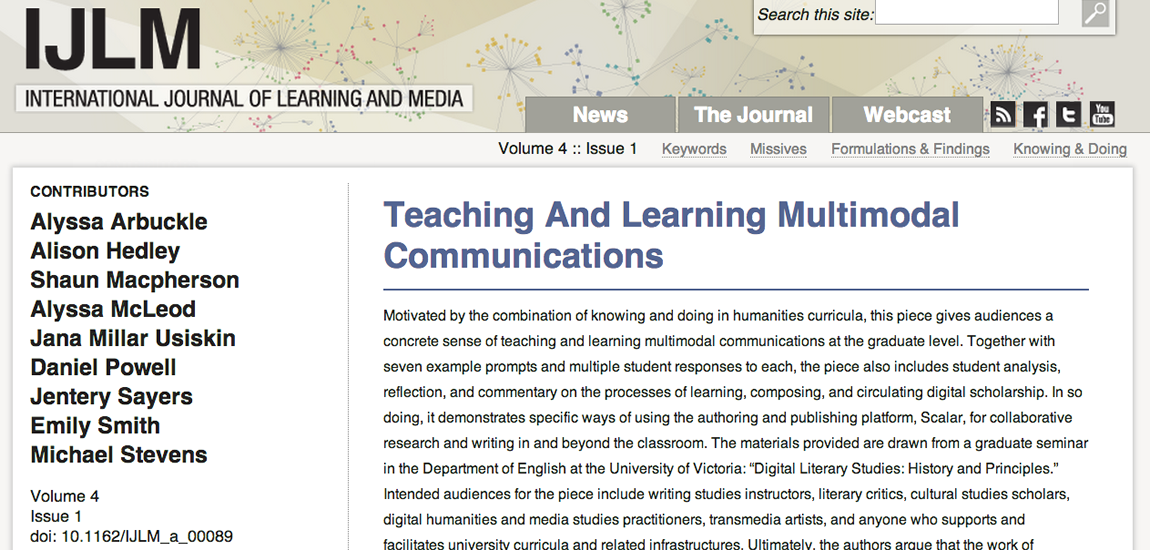 IJLM
INTERNATIONAL JOURNAL OF LEARNING AND MEDIA
Search this site:
News
The Journal
Webcast
You
Tube
Volume 4 :: Issue 1
Keywords
Missives
Formulations & Findings
Knowing & Doing
CONTRIBUTORS
Alyssa Arbuckle
Alison Hedley
Shaun Macpherson
Alyssa McLeod
Jana Millar Usiskin
Daniel Powell
Jentery Sayers
Emily Smith
Michael Stevens
Volume 4
Issue 1
doi: 10.1162/IJLM_a_00089
Teaching And Learning Multimodal
Communications
Motivated by the combination of knowing and doing in humanities curricula, this piece gives audiences a
concrete sense of teaching and learning multimodal communications at the graduate level. Together with
seven example prompts and multiple student responses to each, the piece also includes student analysis,
reflection, and commentary on the processes of learning, composing, and circulating digital scholarship. In so
doing, it demonstrates specific ways of using the authoring and publishing platform, Scalar, for collaborative
research and writing in and beyond the classroom. The materials provided are drawn from a graduate seminar
in the Department of English at the University of Victoria: “Digital Literary Studies: History and Principles.”
Intended audiences for the piece include writing studies instructors, literary critics, cultural studies scholars,
digital humanities and media studies practitioners, transmedia artists, and anyone who supports and
facilitates university curricula and related infrastructures. Ultimately, the authors argue that the work of